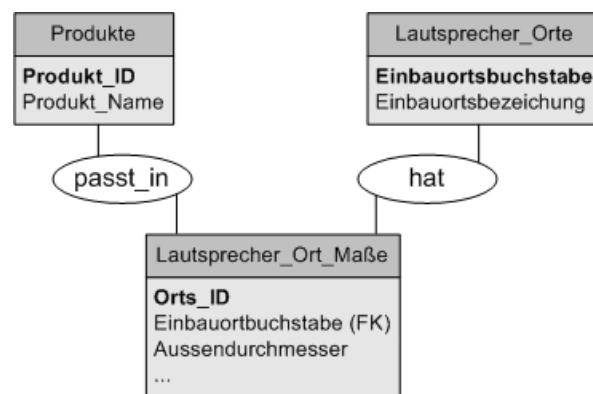 Produkte
Produkt_ID
Produkt_Name
Lautsprecher_Orte
Einbauortsbuchstabe
Einbauortsbezeichung
passt_in
hat
Lautsprecher_Ort_Maße
Orts_ID
Einbauortbuchstabe (FK)
Aussendurchmesser
...